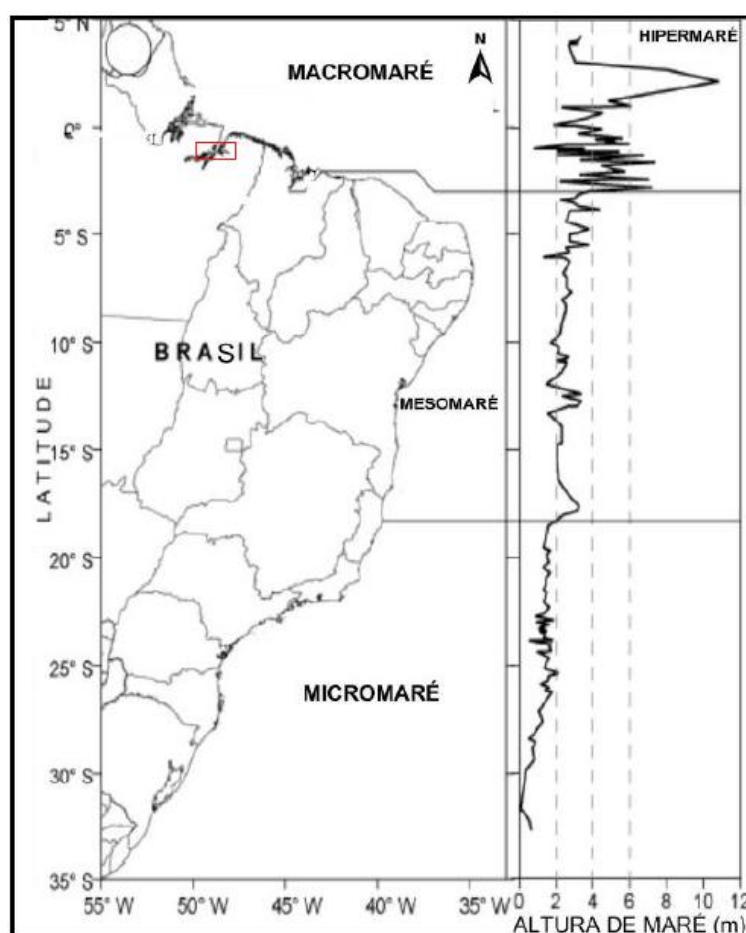 5° N
HIPERMARÉ
N
MACROMARÉ
0°
5° S
10° S
BRASIL
MESOMARÉ
LATITUDE
15° S
20° S
25° S
MICROMARÉ
30° S
35° S
55° W 50° W 45° W 40° W 35° W
0 2 4 6 8 10 12
ALTURA DE MARÉ (m)